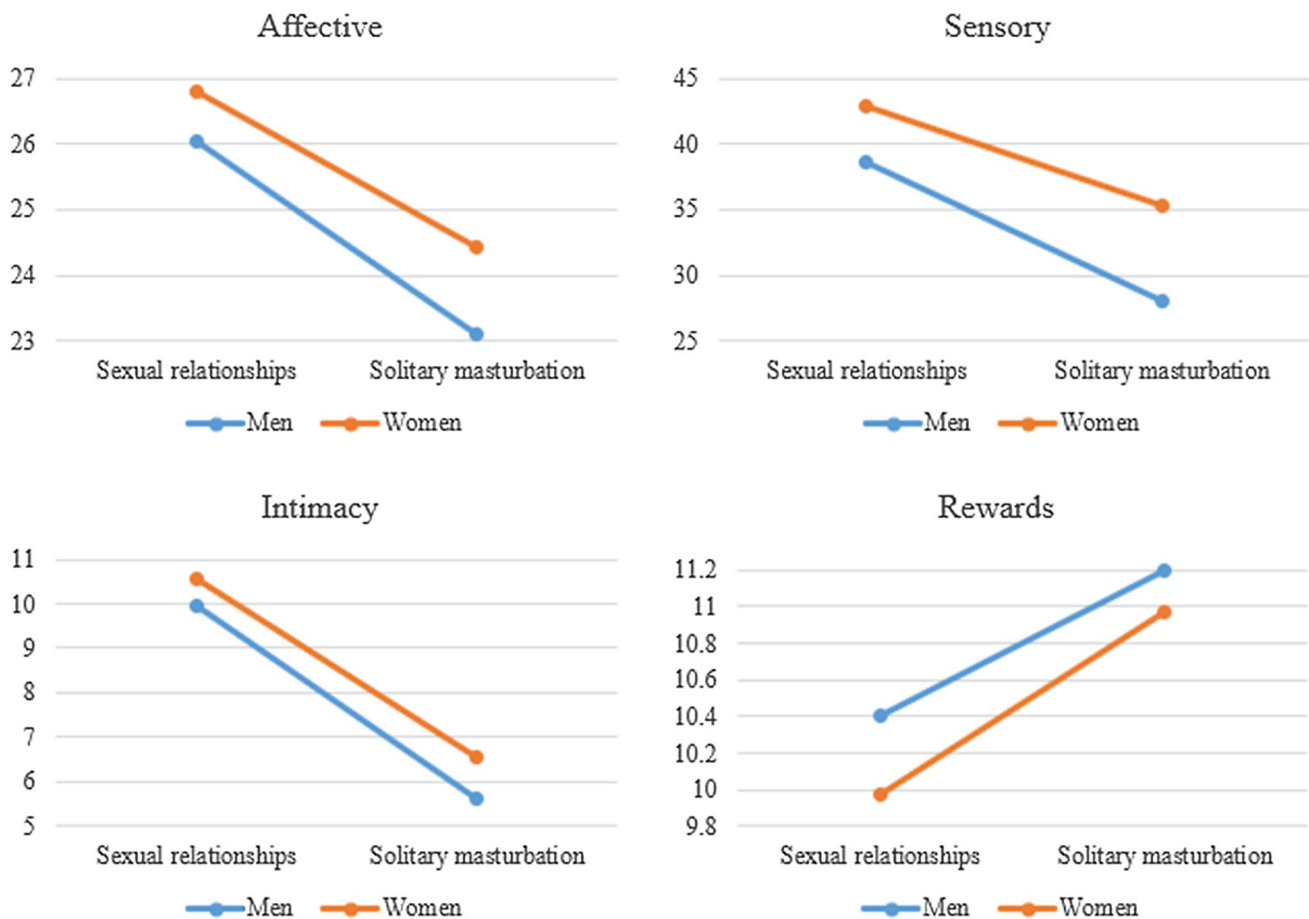 Affective
27
26
25
24
23
Sexual relationships Solitary masturbation
Men Women
Sensory
45
40
35
30
25
Sexual relationships Solitary masturbation
Men Women
Intimacy
11
10
9
8
7
6
5
Sexual relationships Solitary masturbation
Men Women
Rewards
11.2
11
10.8
10.6
10.4
10.2
10
9.8
Sexual relationships Solitary masturbation
Men Women